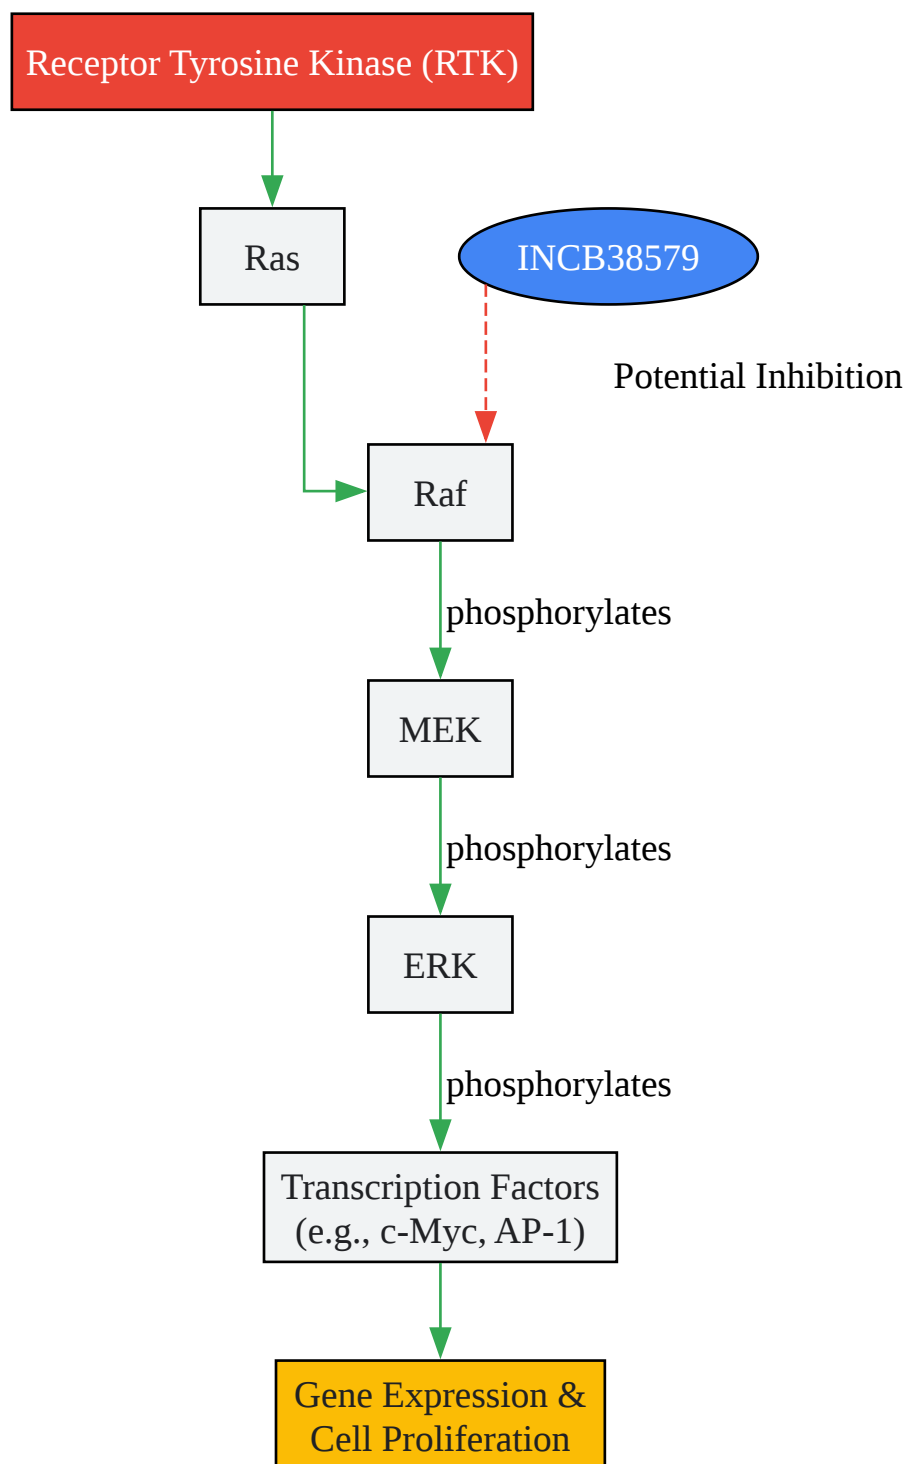 Receptor Tyrosine Kinase (RTK)
Ras
INCB38579
Potential Inhibition
Raf
phosphorylates
MEK
phosphorylates
ERK
phosphorylates
Transcription Factors
(e.g., c-Myc, AP-1)
Gene Expression &
Cell Proliferation